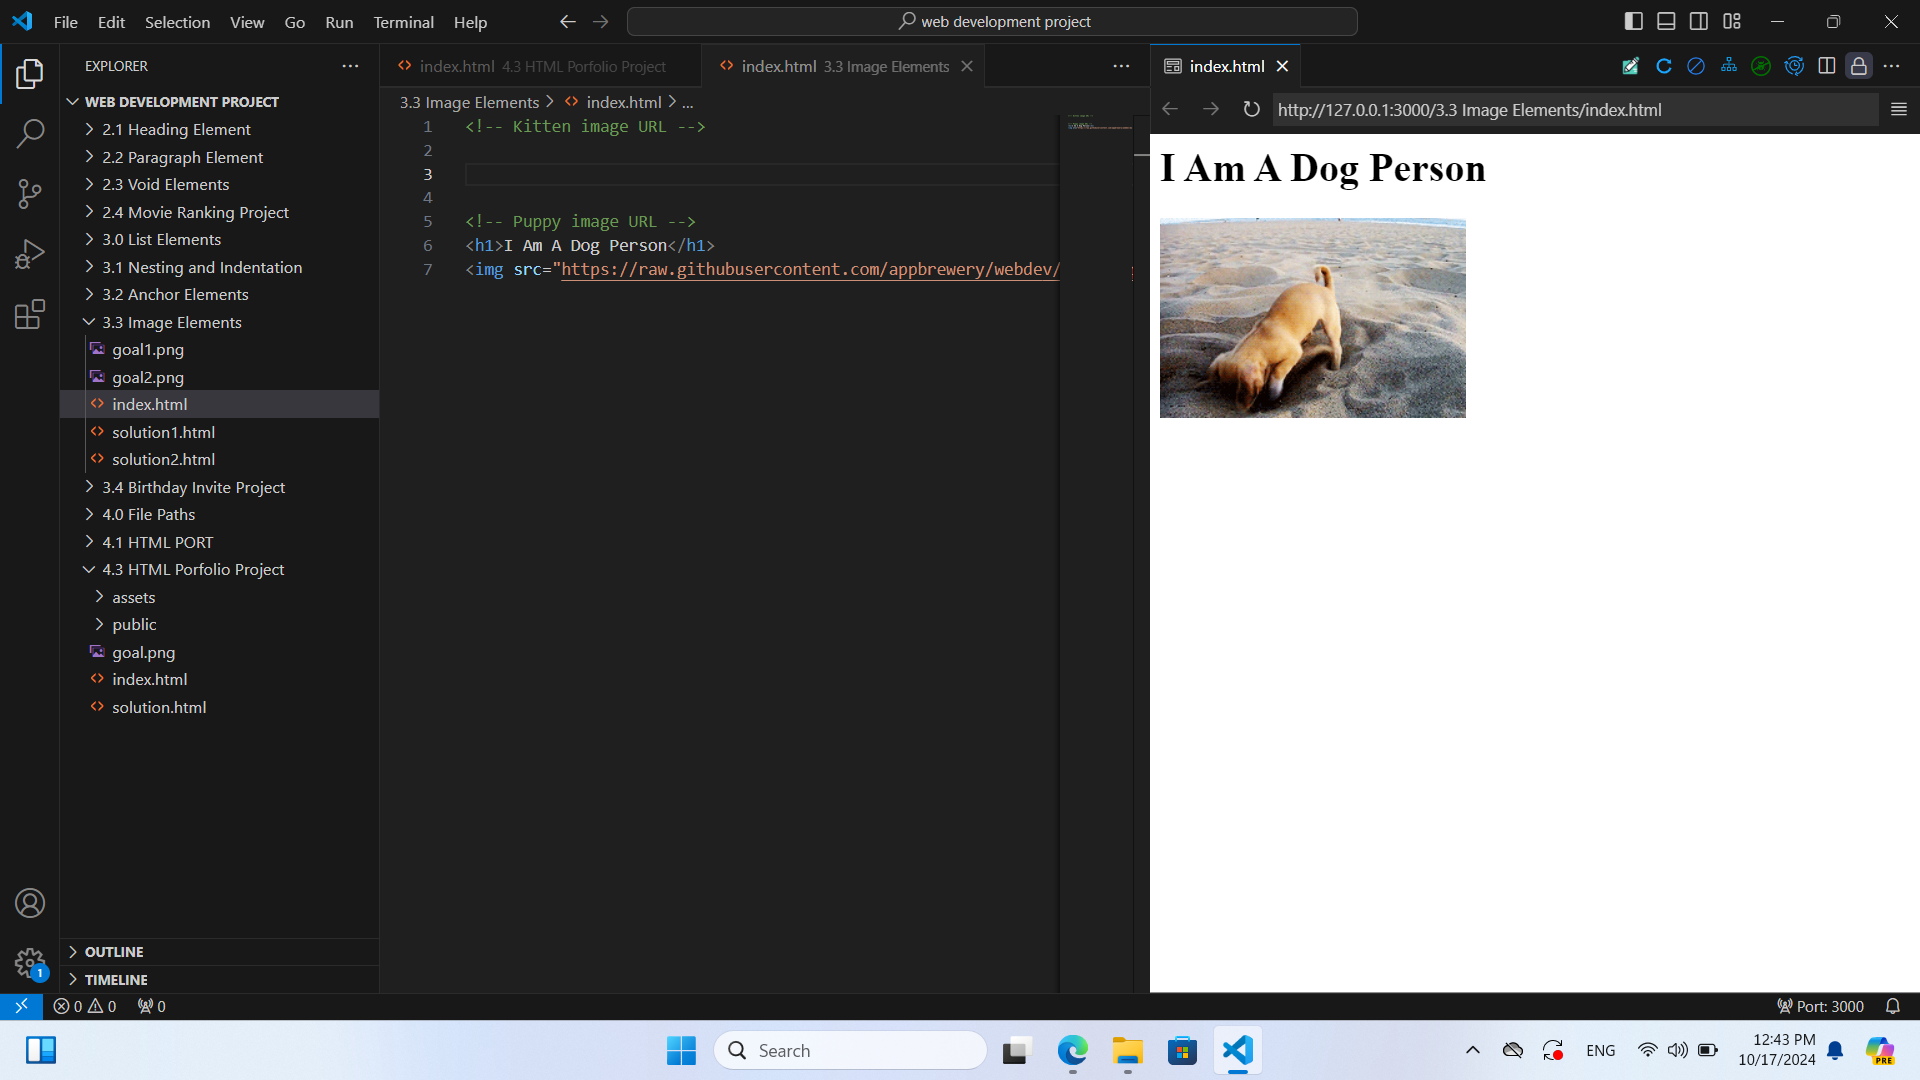 File Edit Selection View Go Run Terminal Help
web development project
EXPLORER
WEB DEVELOPMENT PROJECT
2.1 Heading Element
2.2 Paragraph Element
2.3 Void Elements
2.4 Movie Ranking Project
3.0 List Elements
3.1 Nesting and Indentation
3.2 Anchor Elements
3.3 Image Elements
goal1.png
goal2.png
index.html
solution1.html
solution2.html
3.4 Birthday Invite Project
4.0 File Paths
4.1 HTML PORT
4.3 HTML Porfolio Project
assets
public
goal.png
index.html
solution.html
OUTLINE
TIMELINE
index.html 4.3 HTML Porfolio Project
index.html 3.3 Image Elements
3.3 Image Elements > index.html > ...
1 <!-- Kitten image URL -->
2
3
4
5 <!-- Puppy image URL -->
6 <h1>I Am A Dog Person</h1>
7 <img src="https://raw.githubusercontent.com/appbrewery/webdev/
index.html
http://127.0.0.1:3000/3.3 Image Elements/index.html
I Am A Dog Person
1
0 0 0
Port: 3000
Search
ENG
12:43 PM
10/17/2024
PRE